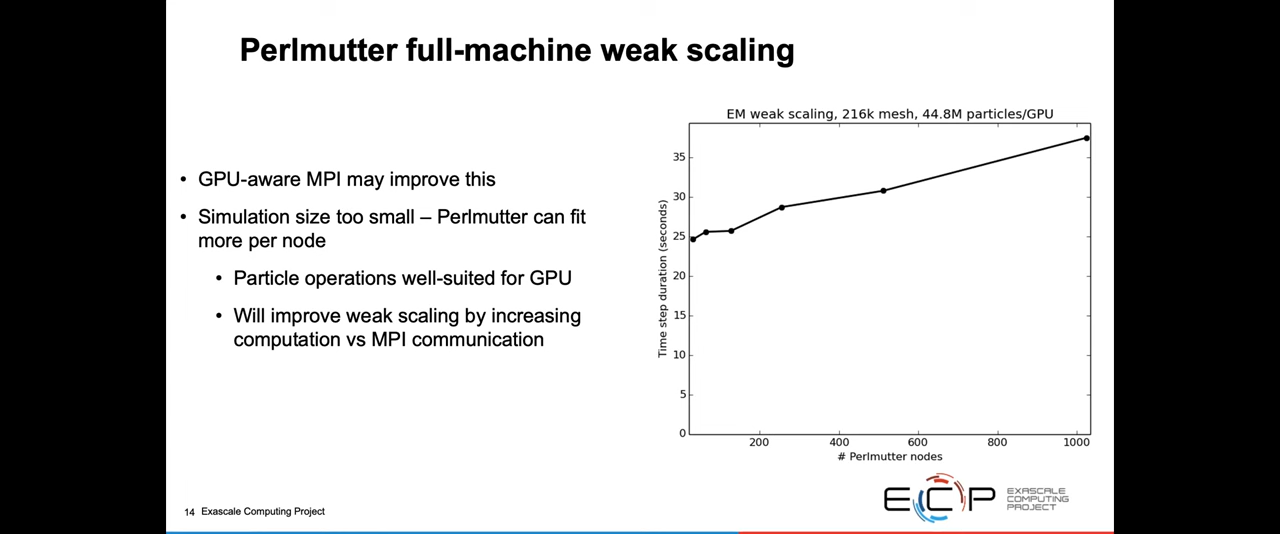 Perlmutter full-machine weak scaling
• GPU-aware MPI may improve this
• Simulation size too small – Perlmutter can fit
more per node
• Particle operations well-suited for GPU
• Will improve weak scaling by increasing
computation vs MPI communication
EM weak scaling, 216k mesh, 44.8M particles/GPU
Time step duration (seconds)
35
30
25
20
15
10
5
0
200 400 600 800 1000
# Perlmutter nodes
ECP
EXASCALE
COMPUTING
PROJECT
14 Exascale Computing Project